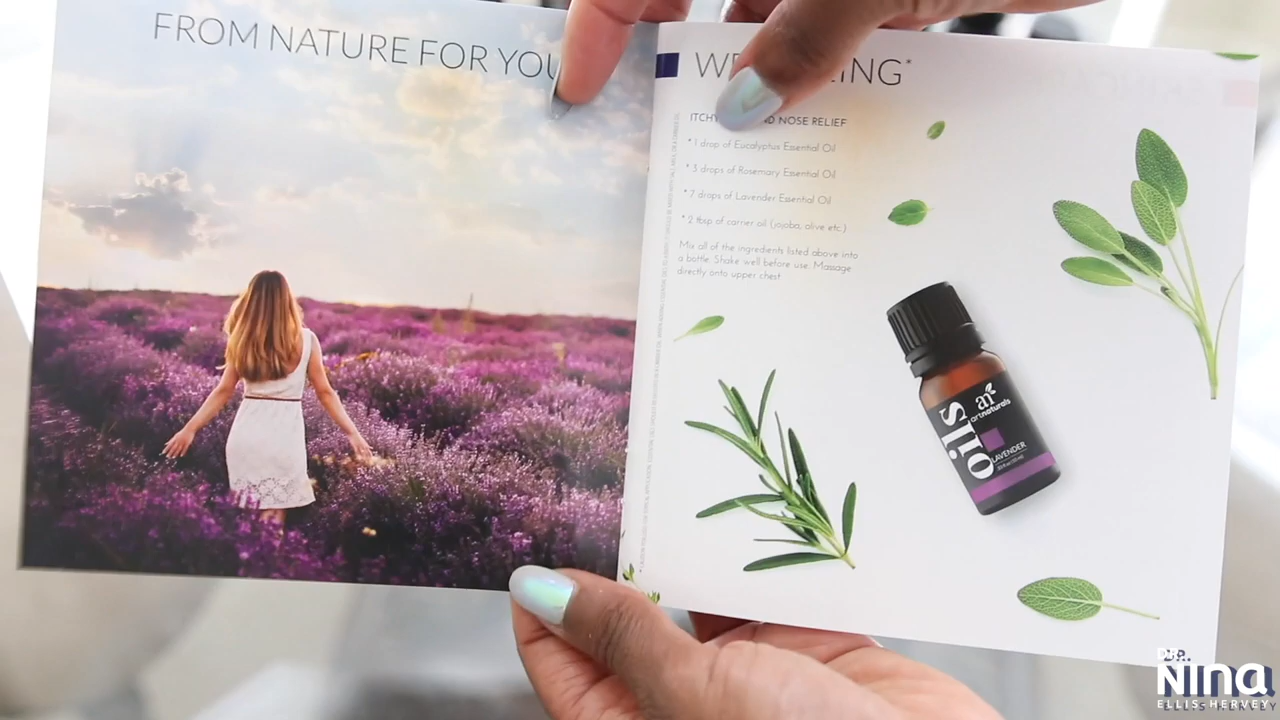 FROM NATURE FOR YOU
WE ING*
ITCHY ND NOSE RELIEF
* 1 drop of Eucalyptus Essential Oil
* 3 drops of Rosemary Essential Oil
* 7 drops of Lavender Essential Oil
* 2 tbsp of carrier oil (jojoba, olive etc.)
Mix all of the ingredients listed above into
a bottle. Shake well before use. Massage
directly onto upper chest.
oils
an
artnaturals
LAVENDER
DR.
Nina
ELLIS-HERVEY